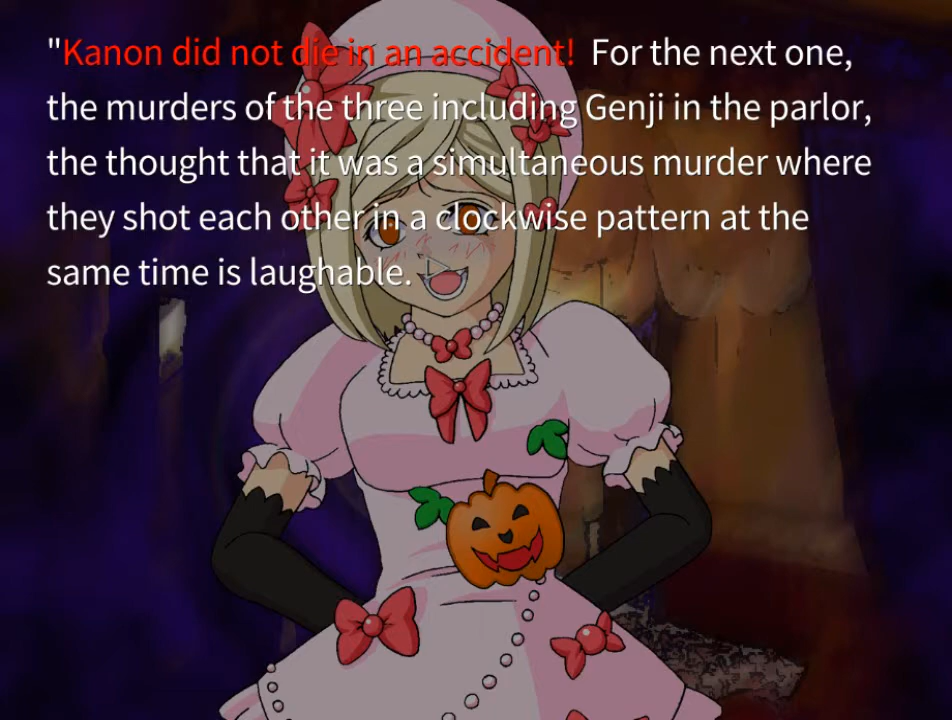 "Kanon did not die in an accident!  For the next one,
the murders of the three including Genji in the parlor,
the thought that it was a simultaneous murder where
they shot each other in a clockwise pattern at the
same time is laughable.